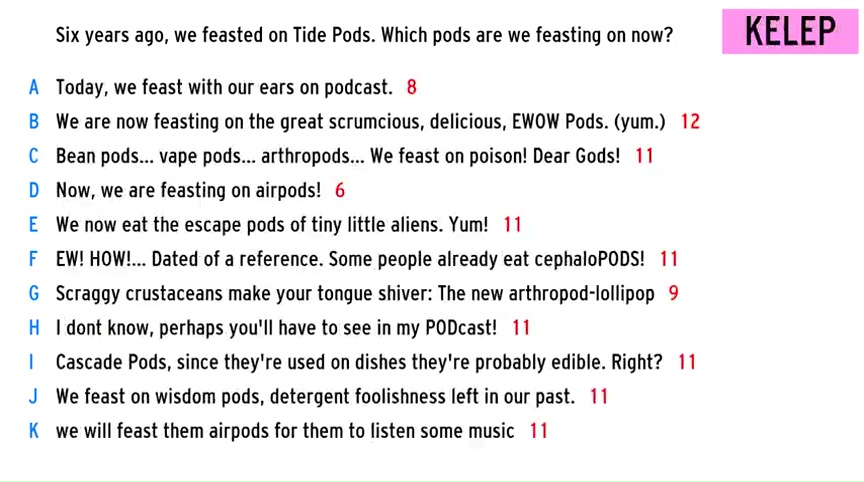 Six years ago, we feasted on Tide Pods. Which pods are we feasting on now?
KELEP
A Today, we feast with our ears on podcast. 8
B We are now feasting on the great scrumcious, delicious, EWOW Pods. (yum.) 12
C Bean pods... vape pods... arthropods... We feast on poison! Dear Gods! 11
D Now, we are feasting on airpods! 6
E We now eat the escape pods of tiny little aliens. Yum! 11
F EW! HOW!... Dated of a reference. Some people already eat cephaloPODS! 11
G Scraggy crustaceans make your tongue shiver: The new arthropod-lollipop 9
H I dont know, perhaps you'll have to see in my PODcast! 11
I Cascade Pods, since they're used on dishes they're probably edible. Right? 11
J We feast on wisdom pods, detergent foolishness left in our past. 11
K we will feast them airpods for them to listen some music 11